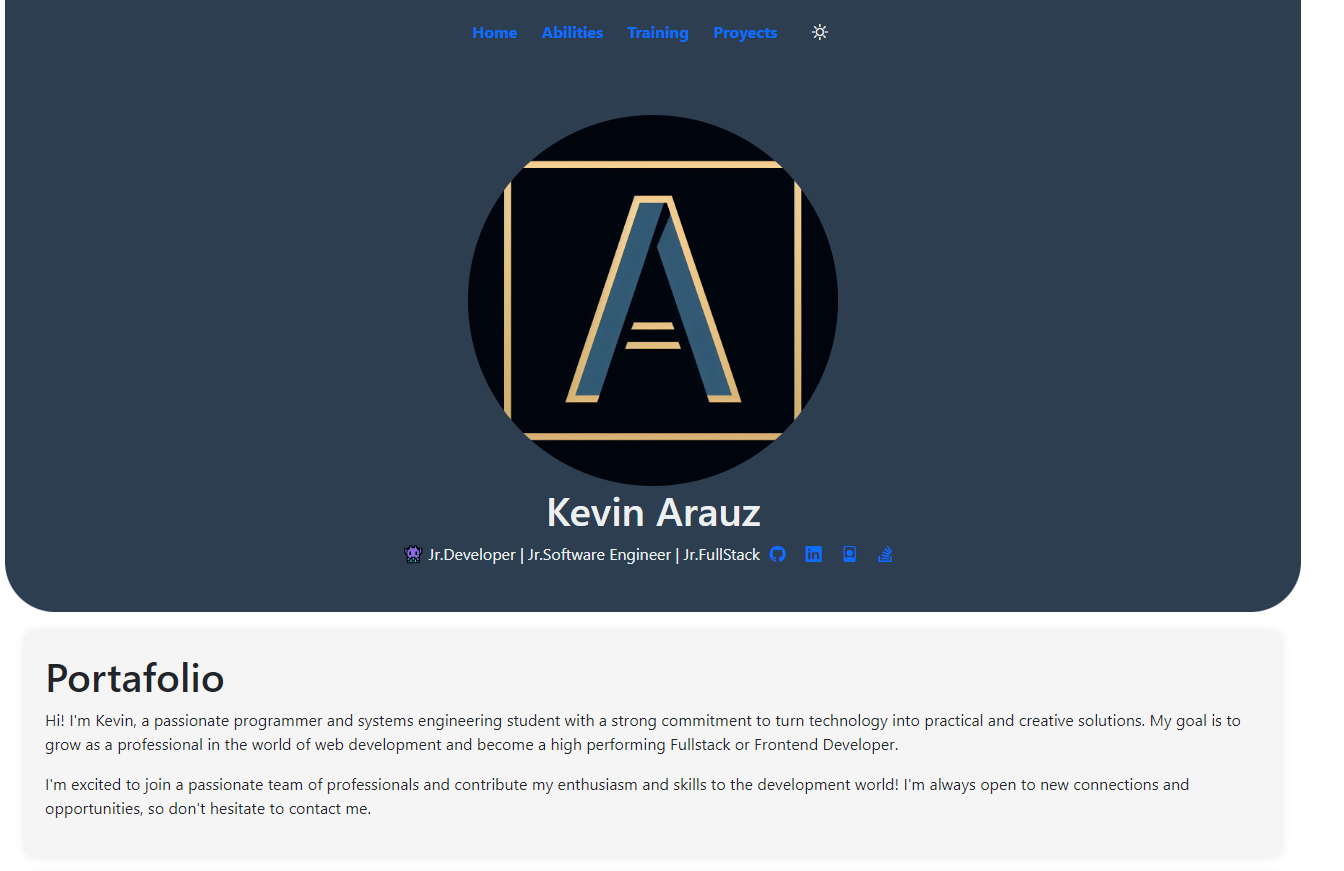 Home Abilities Training Proyects
A
Kevin Arauz
Jr.Developer | Jr.Software Engineer | Jr.FullStack
Portafolio
Hi! I'm Kevin, a passionate programmer and systems engineering student with a strong commitment to turn technology into practical and creative solutions. My goal is to
grow as a professional in the world of web development and become a high performing Fullstack or Frontend Developer.
I'm excited to join a passionate team of professionals and contribute my enthusiasm and skills to the development world! I'm always open to new connections and
opportunities, so don't hesitate to contact me.